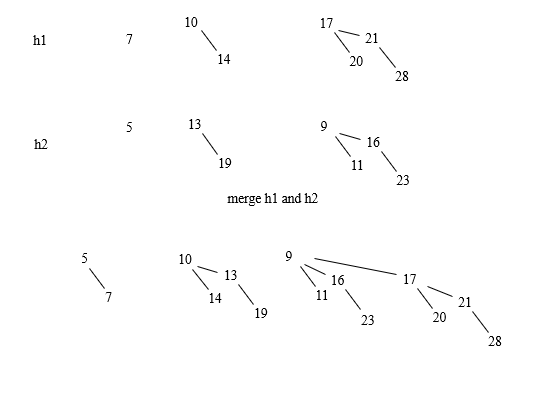 h1 7 10 17 21
14 20 28
h2 5 13 9 16
19 11 23
merge h1 and h2
5 10 13 9 16 17 21
7 14 19 11 23 20 28